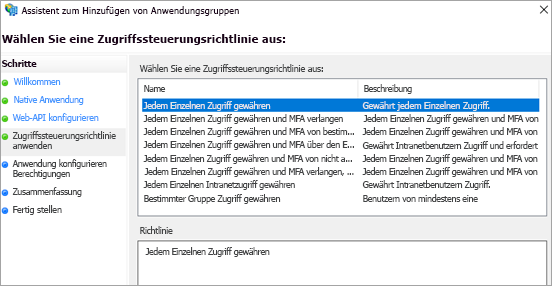 Assistent zum Hinzufügen von Anwendungsgruppen
Wählen Sie eine Zugriffssteuerungsrichtlinie aus:
Schritte
Willkommen
Native Anwendung
Web-API konfigurieren
Zugriffssteuerungsrichtlinie
anwenden
Anwendung konfigurieren
Berechtigungen
Zusammenfassung
Fertig stellen
Wählen Sie eine Zugriffssteuerungsrichtlinie aus:
Name Beschreibung
Jedem Einzelnen Zugriff gewähren Gewährt jedem Einzelnen Zugriff.
Jedem Einzelnen Zugriff gewähren und MFA verlangen Jedem Einzelnen Zugriff gewähren und MFA von
Jedem Einzelnen Zugriff gewähren und MFA von bestim... Jedem Einzelnen Zugriff gewähren und MFA von
Jedem Einzelnen Zugriff gewähren und MFA über den E... Gewährt Intranetbenutzern Zugriff und erfordert
Jedem Einzelnen Zugriff gewähren und MFA von nicht a... Jedem Einzelnen Zugriff gewähren und MFA von
Jedem Einzelnen Zugriff gewähren und MFA verlangen, ... Jedem Einzelnen Zugriff gewähren und MFA von
Jedem Einzelnen Intranetzugriff gewähren Gewährt Intranetbenutzern Zugriff.
Bestimmter Gruppe Zugriff gewähren Benutzern von mindestens eine
Richtlinie
Jedem Einzelnen Zugriff gewähren